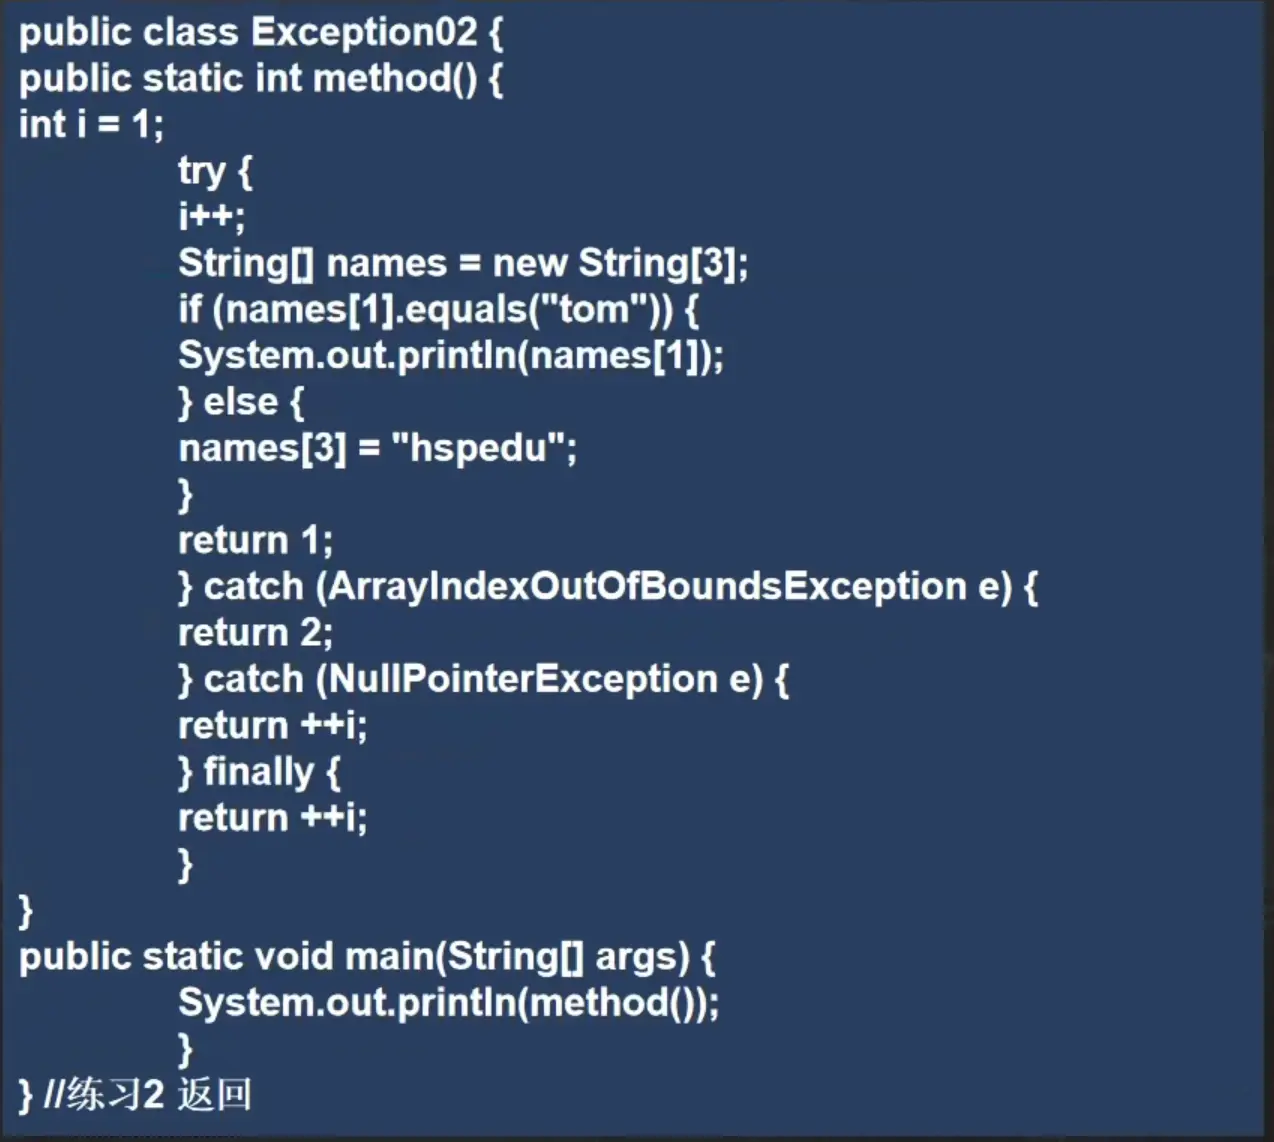 public class Exception02 {
public static int method() {
int i = 1;
try {
i++;
String[] names = new String[3];
if (names[1].equals("tom")) {
System.out.println(names[1]);
} else {
names[3] = "hspedu";
}
return 1;
} catch (ArrayIndexOutOfBoundsException e) {
return 2;
} catch (NullPointerException e) {
return ++i;
} finally {
return ++i;
}
}
public static void main(String[] args) {
System.out.println(method());
}
} //练习2 返回